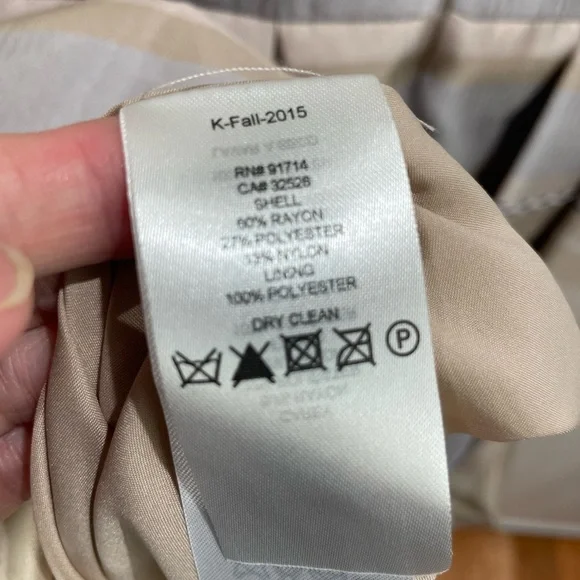 K-Fall-2015
RN# 91714
CA# 32526
SHELL
60% RAYON
27% POLYESTER
13% NYLON
LINING
100% POLYESTER
DRY CLEAN
P